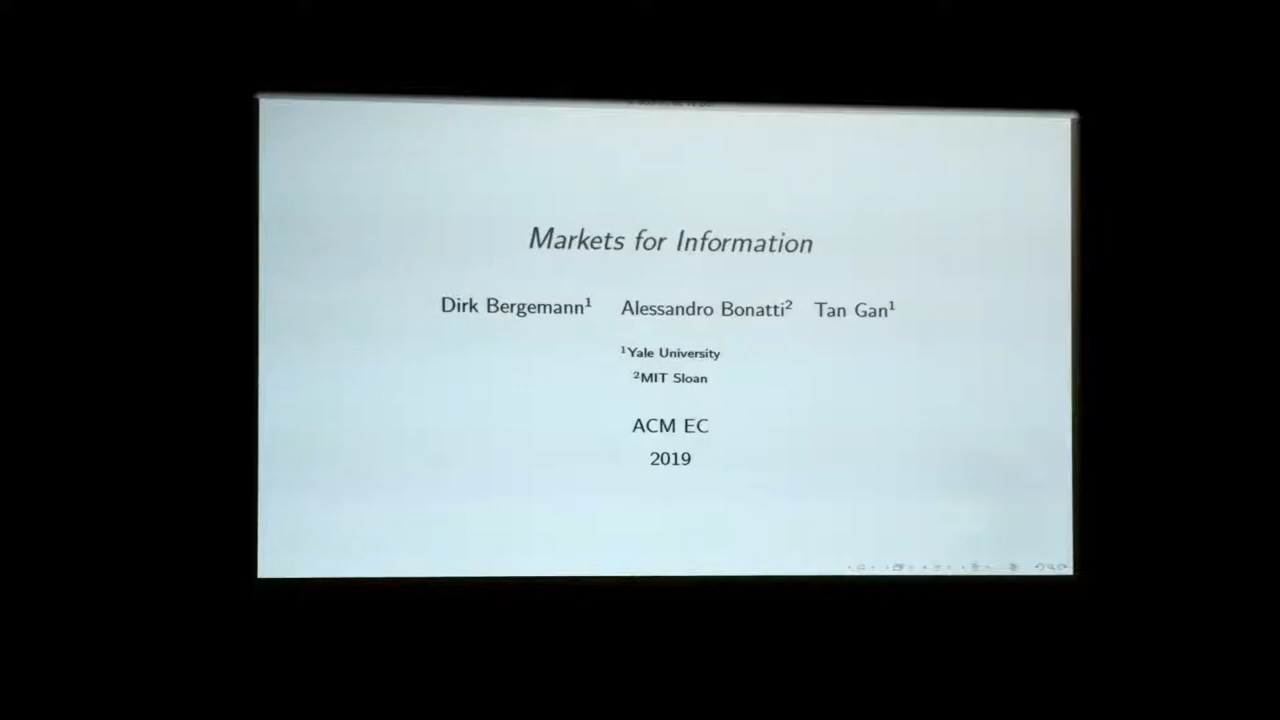 Markets for Information
Dirk Bergemann¹ Alessandro Bonatti² Tan Gan¹
¹Yale University
²MIT Sloan
ACM EC
2019